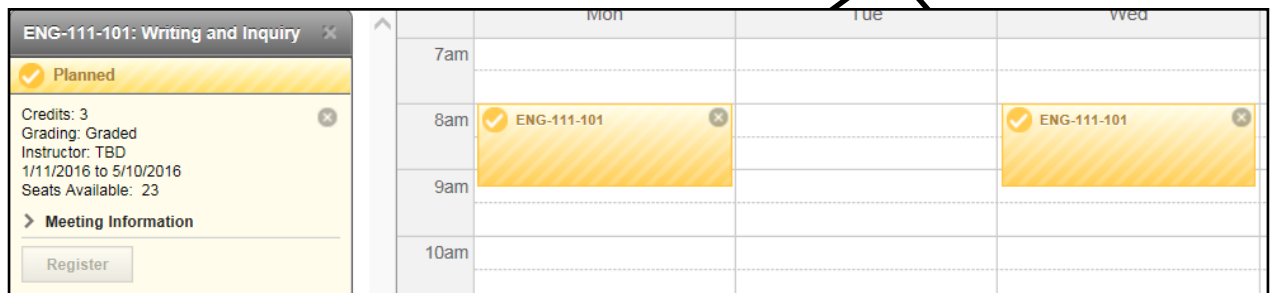 ENG-111-101: Writing and Inquiry
Planned
Credits: 3
Grading: Graded
Instructor: TBD
1/11/2016 to 5/10/2016
Seats Available: 23
Meeting Information
Register
Mon Tue Wed
7am
8am ENG-111-101 ENG-111-101
9am
10am